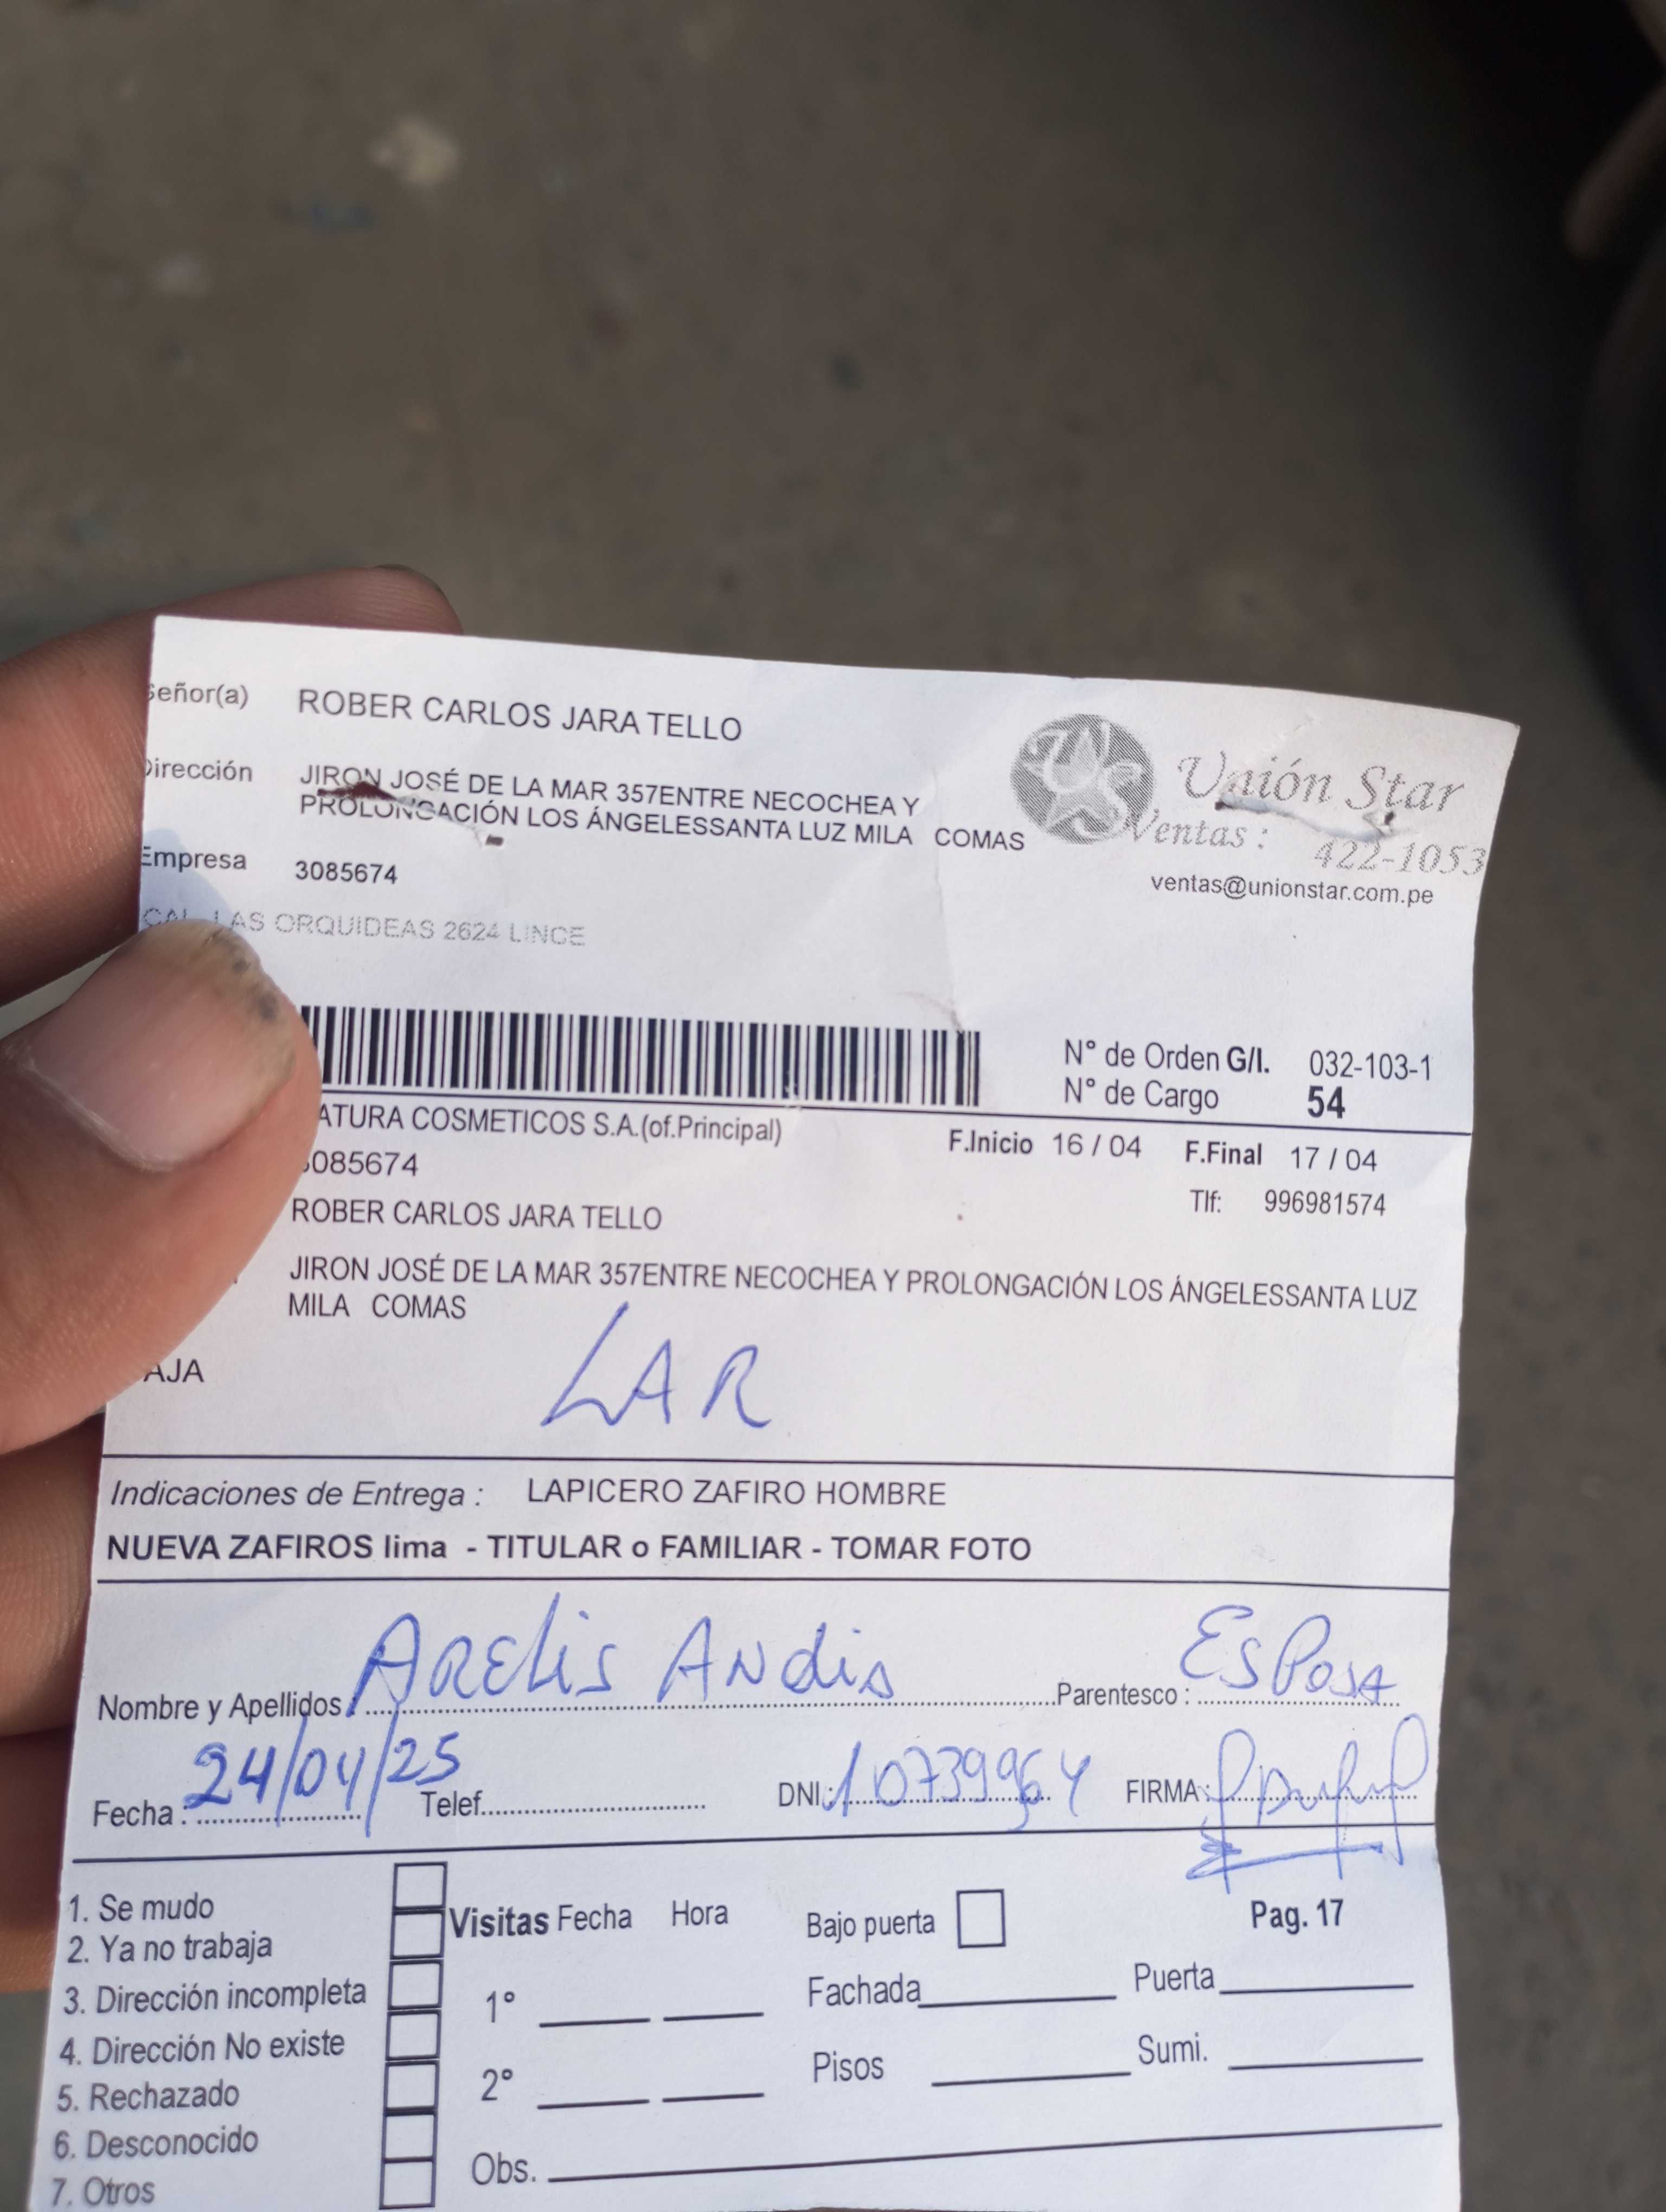 Señor(a) ROBER CARLOS JARA TELLO
Dirección JIRON JOSÉ DE LA MAR 357ENTRE NECOCHEA Y
PROLONGACIÓN LOS ÁNGELESSANTA LUZ MILA COMAS
Unión Star
Ventas :
422-1053
ventas@unionstar.com.pe
Empresa 3085674
CAL. LAS ORQUIDEAS 2624 LINCE
N° de Orden G/I. 032-103-1
N° de Cargo 54
ATURA COSMETICOS S.A.(of.Principal)
F.Inicio 16 / 04 F.Final 17 / 04
085674
Tlf: 996981574
ROBER CARLOS JARA TELLO
JIRON JOSÉ DE LA MAR 357ENTRE NECOCHEA Y PROLONGACIÓN LOS ÁNGELESSANTA LUZ
MILA COMAS
LAR
AJA
Indicaciones de Entrega : LAPICERO ZAFIRO HOMBRE
NUEVA ZAFIROS lima - TITULAR o FAMILIAR - TOMAR FOTO
Nombre y Apellidos : ARElis ANdia Parentesco : EsPosA
Fecha : 24/04/25 Telef. DNI : 10739964 FIRMA :
1. Se mudo
2. Ya no trabaja
3. Dirección incompleta
4. Dirección No existe
5. Rechazado
6. Desconocido
7. Otros
Visitas Fecha Hora
1°
2°
Obs.
Bajo puerta
Pag. 17
Fachada Puerta
Pisos Sumi.